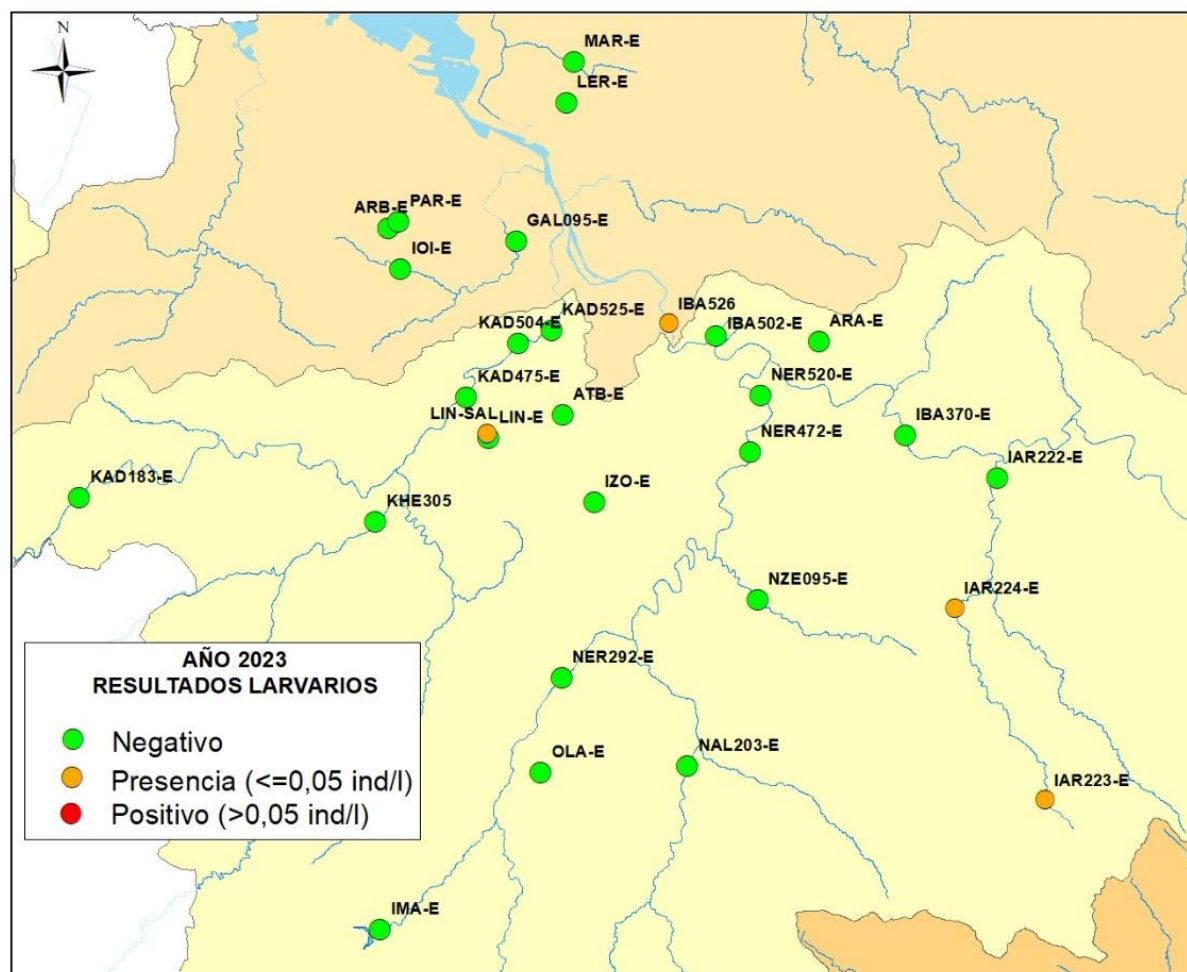 N
MAR-E
LER-E
ARB-E
PAR-E
GAL095-E
IOI-E
KAD525-E
IBA526
KAD504-E
IBA502-E
ARA-E
KAD475-E
NER520-E
ATB-E
LIN-SAL
LIN-E
IBA370-E
NER472-E
IAR222-E
KAD183-E
KHE305
IZO-E
NZE095-E
IAR224-E
NER292-E
OLA-E
NAL203-E
IAR223-E
IMA-E
AÑO 2023
RESULTADOS LARVARIOS
Negativo
Presencia (<=0,05 ind/l)
Positivo (>0,05 ind/l)